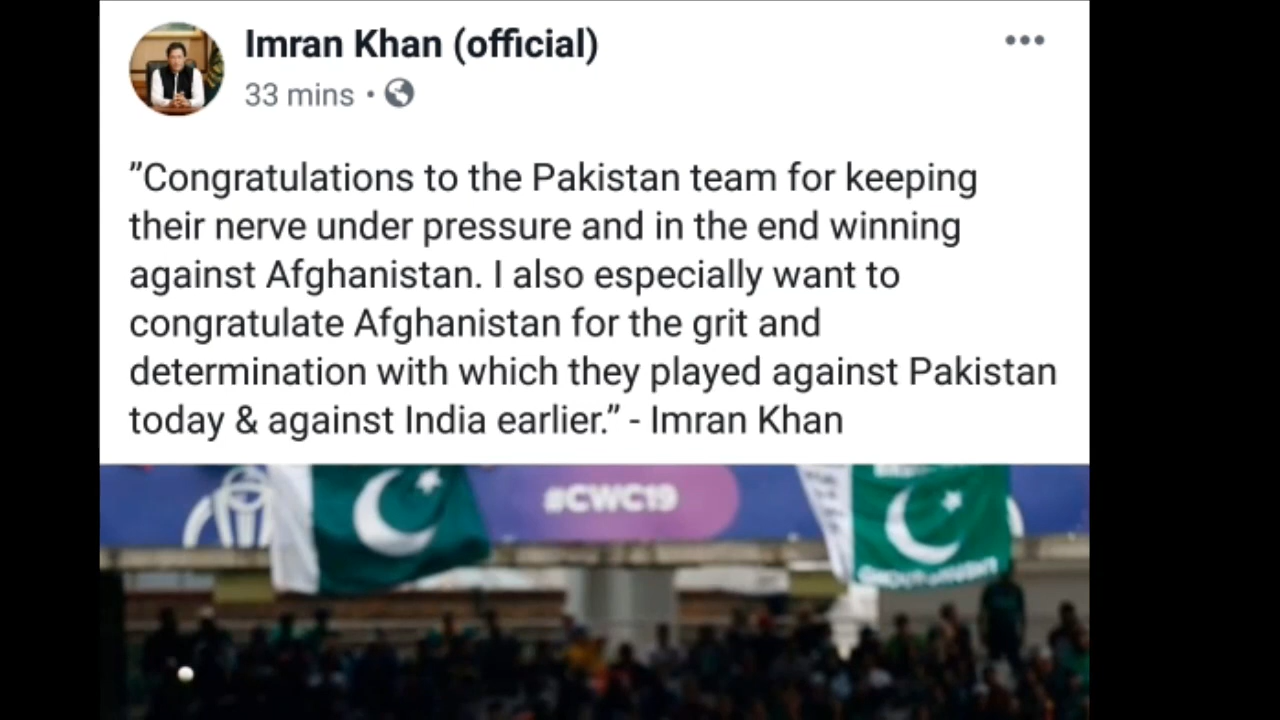 Imran Khan (official)
33 mins •
”Congratulations to the Pakistan team for keeping
their nerve under pressure and in the end winning
against Afghanistan. I also especially want to
congratulate Afghanistan for the grit and
determination with which they played against Pakistan
today & against India earlier.” - Imran Khan
#CWC19